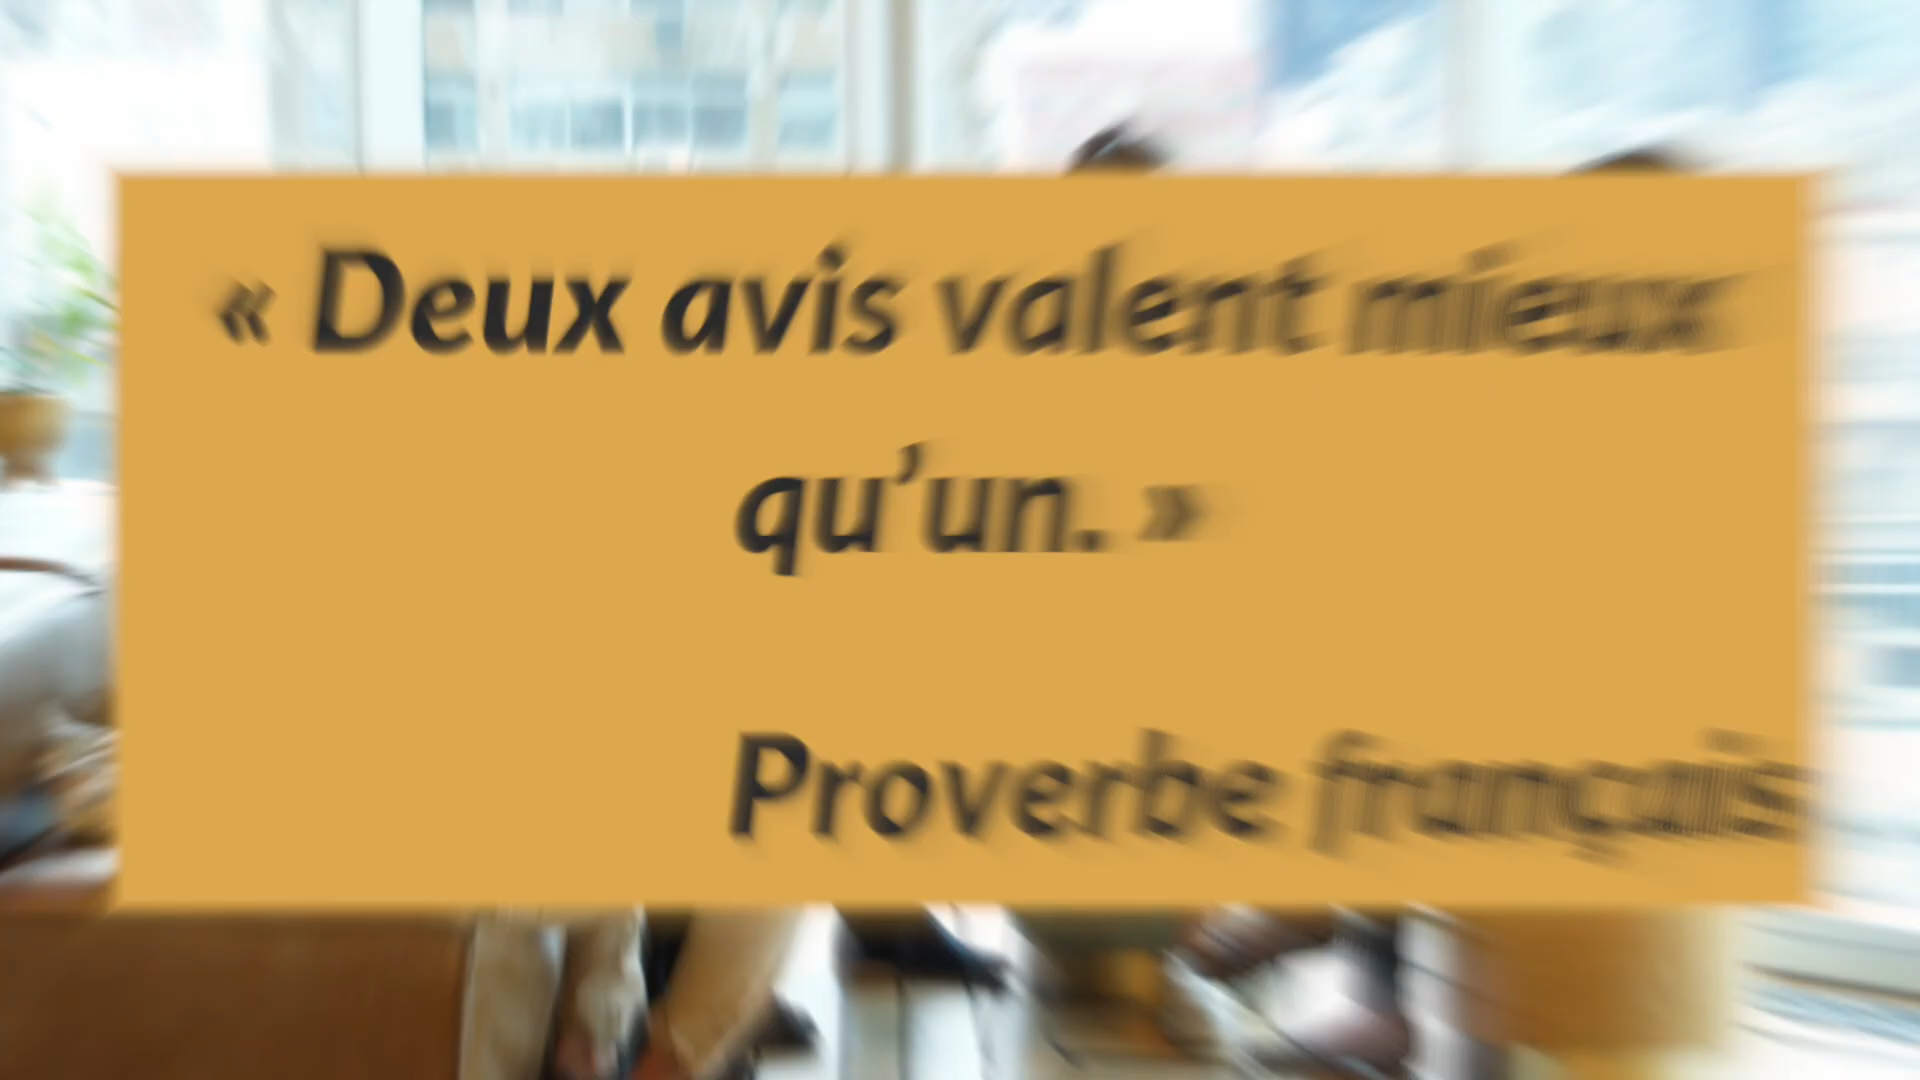 « Deux avis valent mieux
qu’un. »
Proverbe français